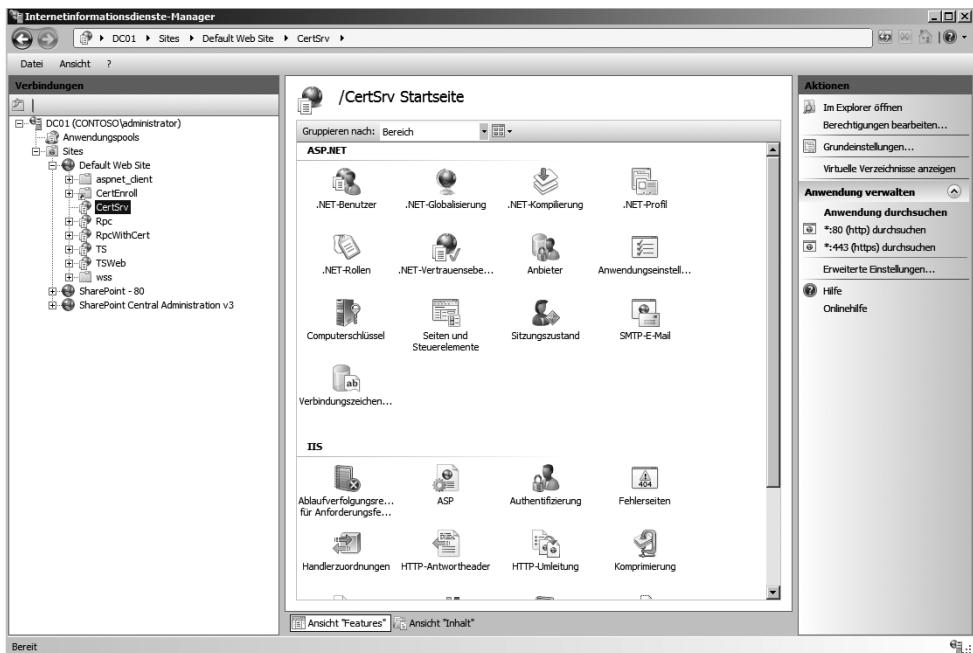 Internetinformationsdienste-Manager
DC01 Sites Default Web Site CertSrv
Datei Ansicht ?
Verbindungen
DC01 (CONTOSO\administrator)
Anwendungspools
Sites
Default Web Site
aspnet_client
CertEnroll
CertSrv
Rpc
RpcWithCert
TS
TSWeb
wss
SharePoint - 80
SharePoint Central Administration v3
/CertSrv Startseite
Gruppieren nach: Bereich
ASP.NET
.NET-Benutzer .NET-Globalisierung .NET-Kompilierung .NET-Profil
.NET-Rollen .NET-Vertrauensebe... Anbieter Anwendungseinstell...
Computerschlüssel Seiten und Steuerelemente Sitzungszustand SMTP-E-Mail
ab
Verbindungszeichen...
IIS
404
Ablaufverfolgungsre... für Anforderungsfe... ASP Authentifizierung Fehlerseiten
Handlerzuordnungen HTTP-Antwortheader HTTP-Umleitung Komprimierung
Ansicht "Features" Ansicht "Inhalt"
Aktionen
Im Explorer öffnen
Berechtigungen bearbeiten...
Grundeinstellungen...
Virtuelle Verzeichnisse anzeigen
Anwendung verwalten
Anwendung durchsuchen
*:80 (http) durchsuchen
*:443 (https) durchsuchen
Erweiterte Einstellungen...
Hilfe
Onlinehilfe
Bereit